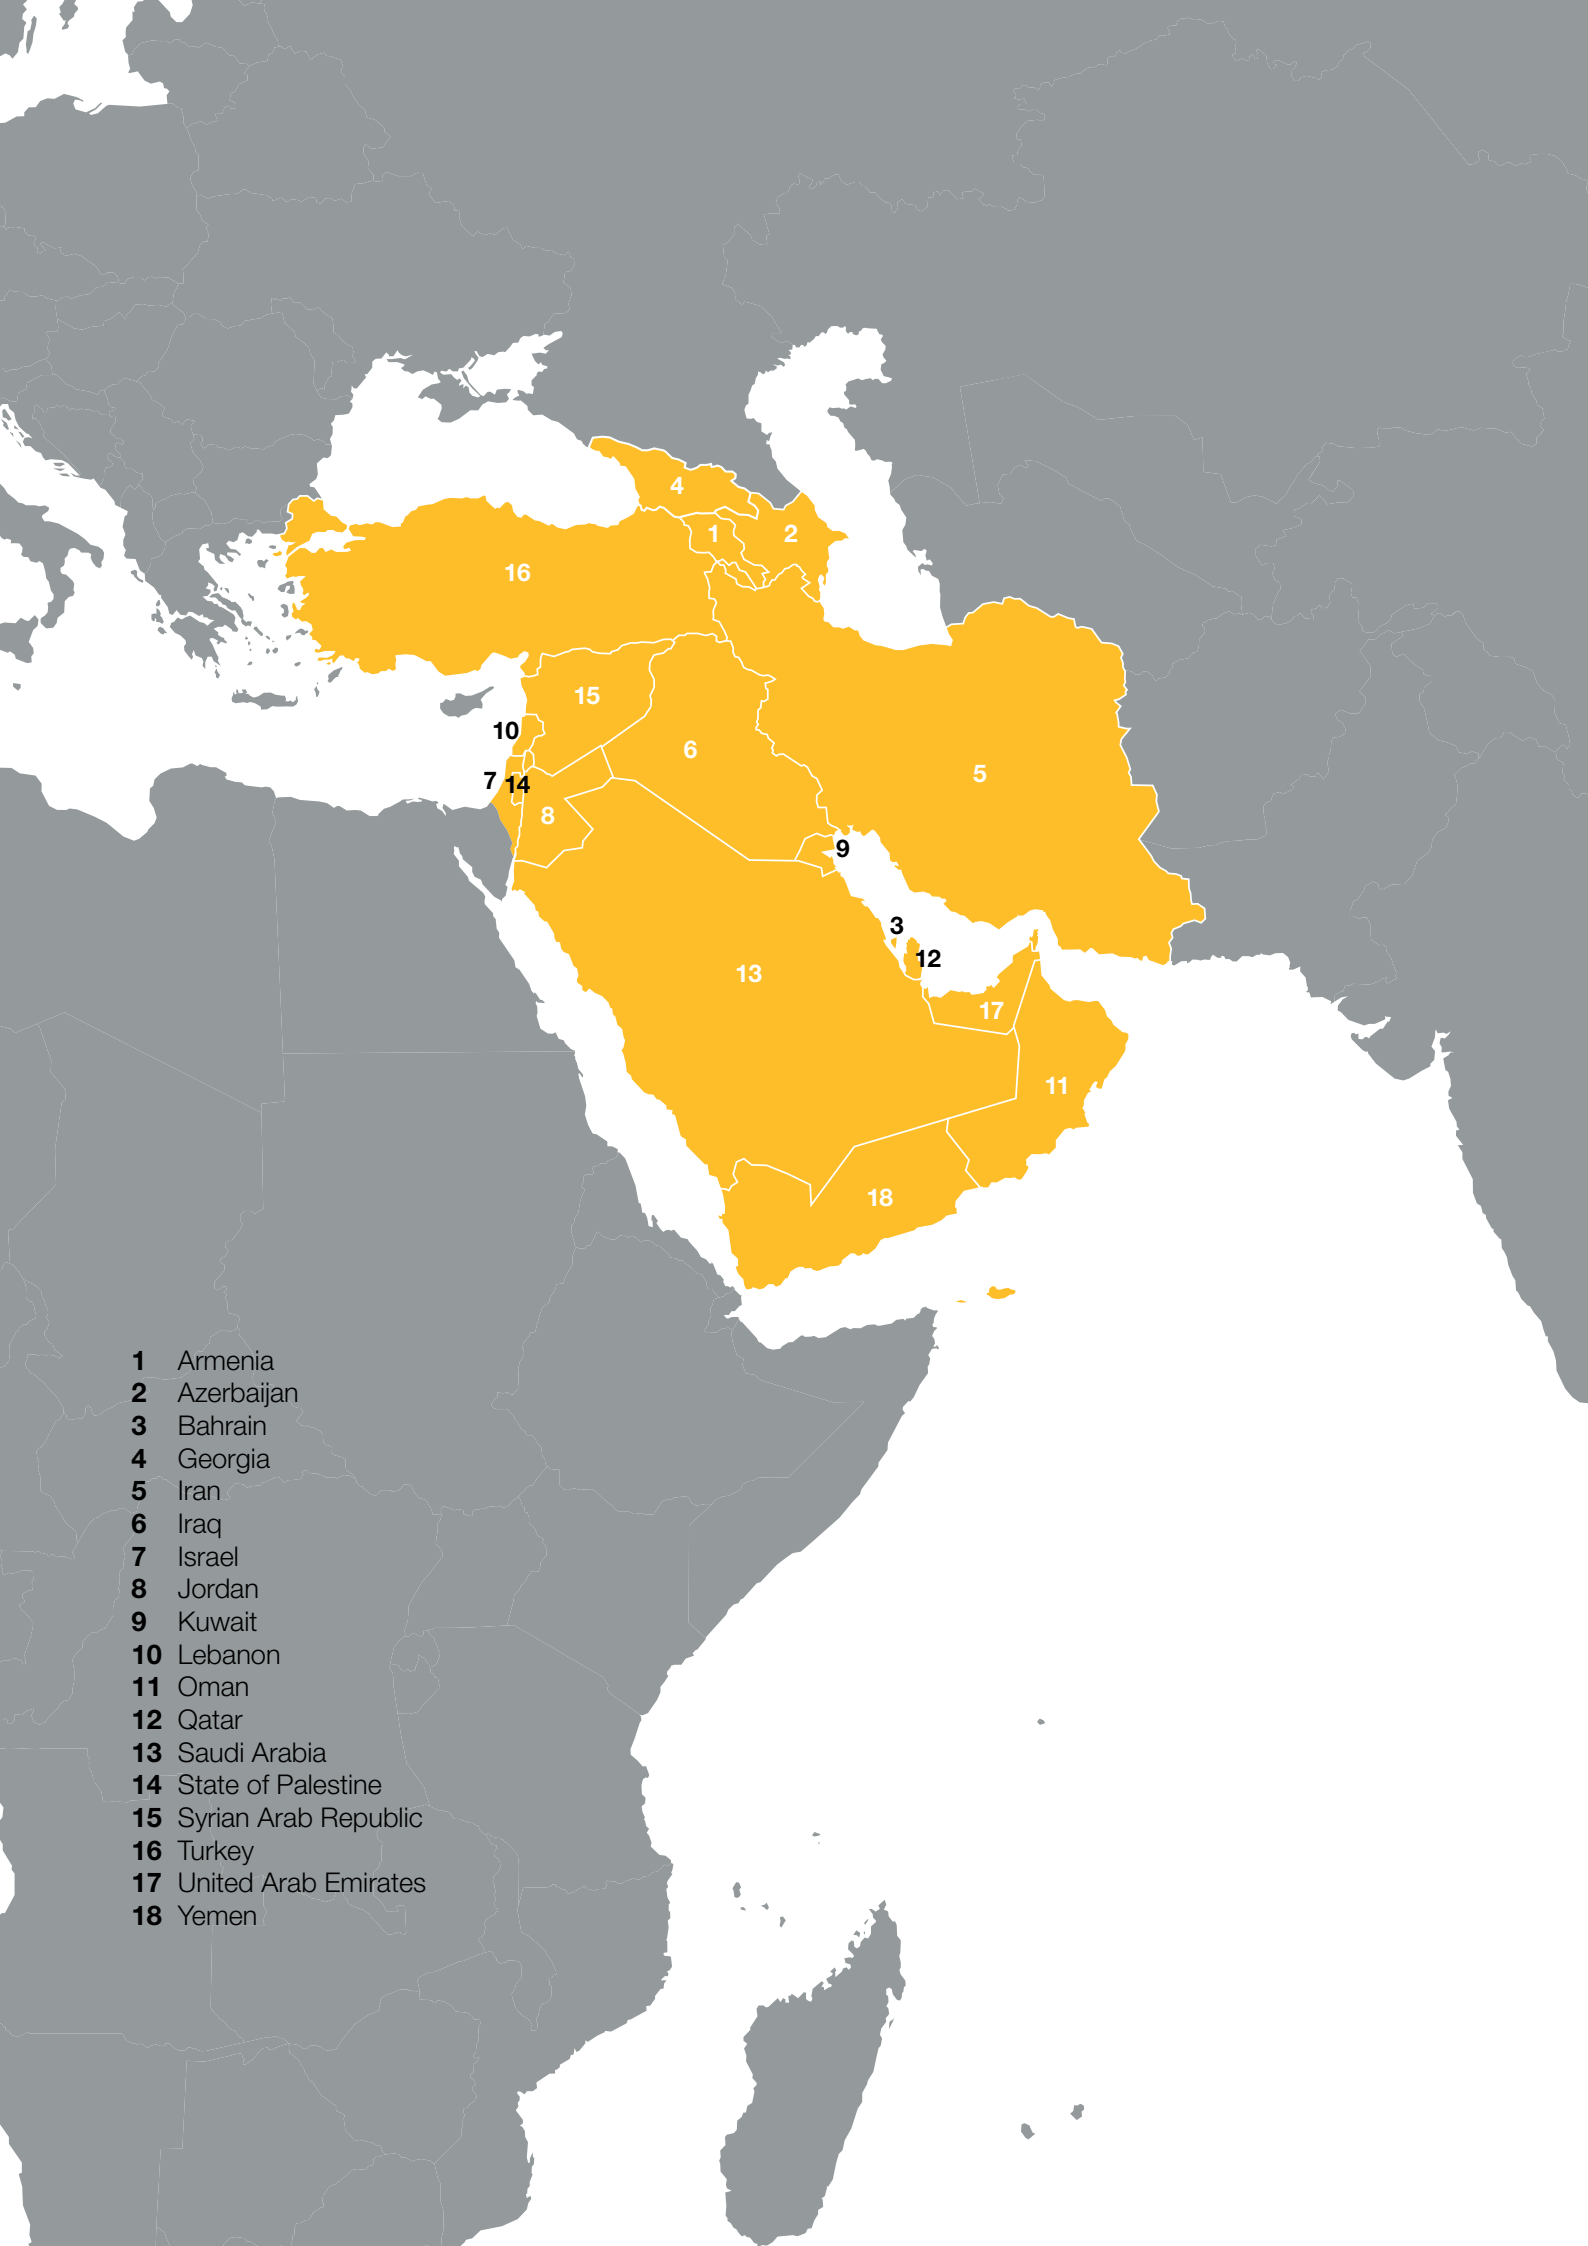 4
1
2
16
15
10
6
5
7
14
8
9
3
12
13
17
11
18
1 Armenia
2 Azerbaijan
3 Bahrain
4 Georgia
5 Iran
6 Iraq
7 Israel
8 Jordan
9 Kuwait
10 Lebanon
11 Oman
12 Qatar
13 Saudi Arabia
14 State of Palestine
15 Syrian Arab Republic
16 Turkey
17 United Arab Emirates
18 Yemen